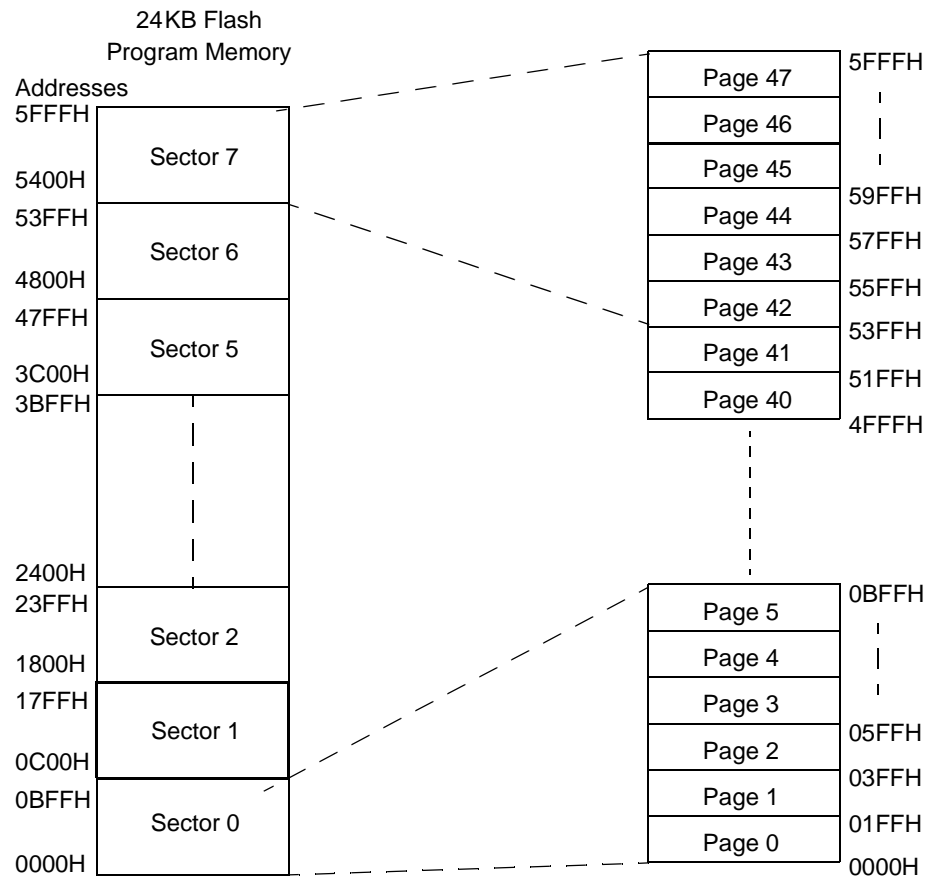 24KB Flash
Program Memory
Addresses
5FFFH
Sector 7
5400H
53FFH
Sector 6
4800H
47FFH
Sector 5
3C00H
3BFFH
2400H
23FFH
Sector 2
1800H
17FFH
Sector 1
0C00H
0BFFH
Sector 0
0000H
Page 47
5FFFH
Page 46
Page 45
59FFH
Page 44
57FFH
Page 43
55FFH
Page 42
53FFH
Page 41
51FFH
Page 40
4FFFH
Page 5
0BFFH
Page 4
Page 3
05FFH
Page 2
03FFH
Page 1
01FFH
Page 0
0000H